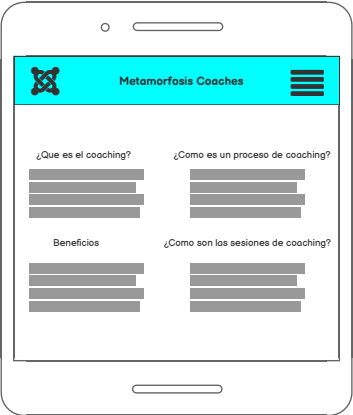 Metamorfosis Coaches
¿Que es el coaching?
¿Como es un proceso de coaching?
Beneficios
¿Como son las sesiones de coaching?